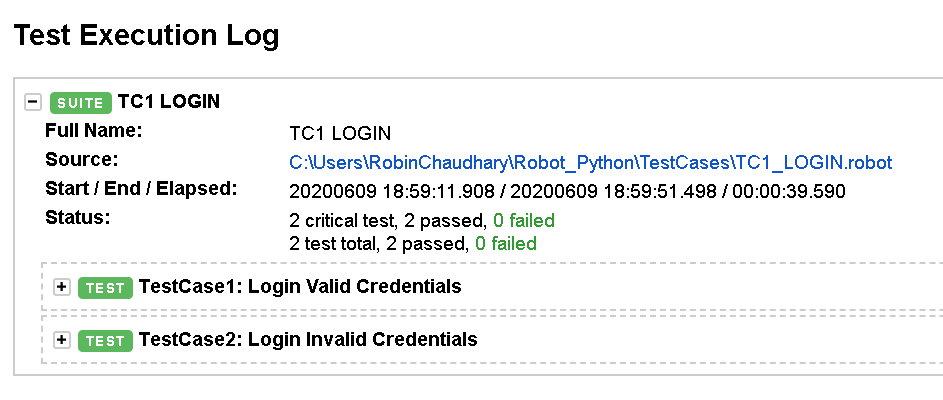 Test Execution Log
− SUITE TC1 LOGIN
Full Name: TC1 LOGIN
Source: C:\Users\RobinChaudhary\Robot_Python\TestCases\TC1_LOGIN.robot
Start / End / Elapsed: 20200609 18:59:11.908 / 20200609 18:59:51.498 / 00:00:39.590
Status: 2 critical test, 2 passed, 0 failed
2 test total, 2 passed, 0 failed
+ TEST TestCase1: Login Valid Credentials
+ TEST TestCase2: Login Invalid Credentials